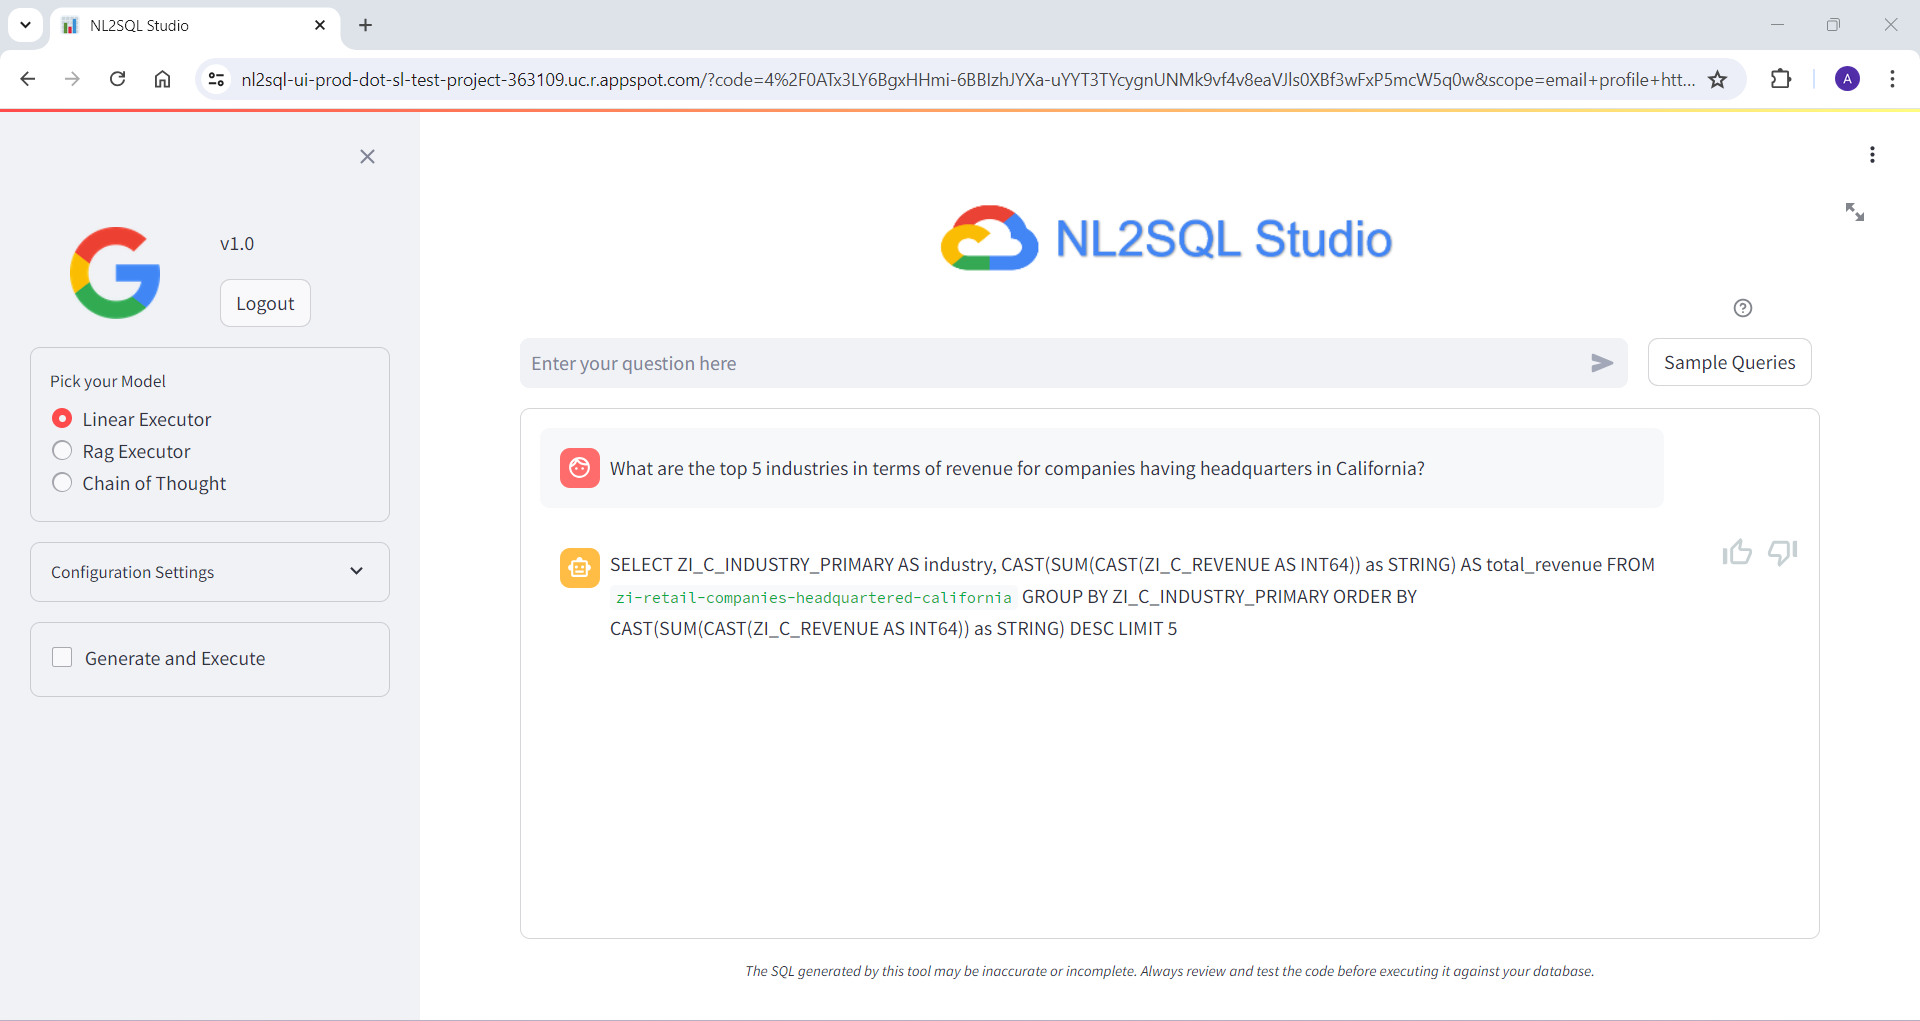 NL2SQL Studio
nl2sql-ui-prod-dot-sl-test-project-363109.uc.r.appspot.com/?code=4%2F0ATx3LY6BgxHHmi-6BBIzhJYXa-uYYT3TYcygnUNMk9vf4v8eaVJls0XBf3wFxP5mcW5q0w&scope=email+profile+htt...
A
v1.0
Logout
Pick your Model
Linear Executor
Rag Executor
Chain of Thought
Configuration Settings
Generate and Execute
NL2SQL Studio
Enter your question here
Sample Queries
What are the top 5 industries in terms of revenue for companies having headquarters in California?
SELECT ZI_C_INDUSTRY_PRIMARY AS industry, CAST(SUM(CAST(ZI_C_REVENUE AS INT64)) as STRING) AS total_revenue FROM
zi-retail-companies-headquartered-california GROUP BY ZI_C_INDUSTRY_PRIMARY ORDER BY
CAST(SUM(CAST(ZI_C_REVENUE AS INT64)) as STRING) DESC LIMIT 5
The SQL generated by this tool may be inaccurate or incomplete. Always review and test the code before executing it against your database.